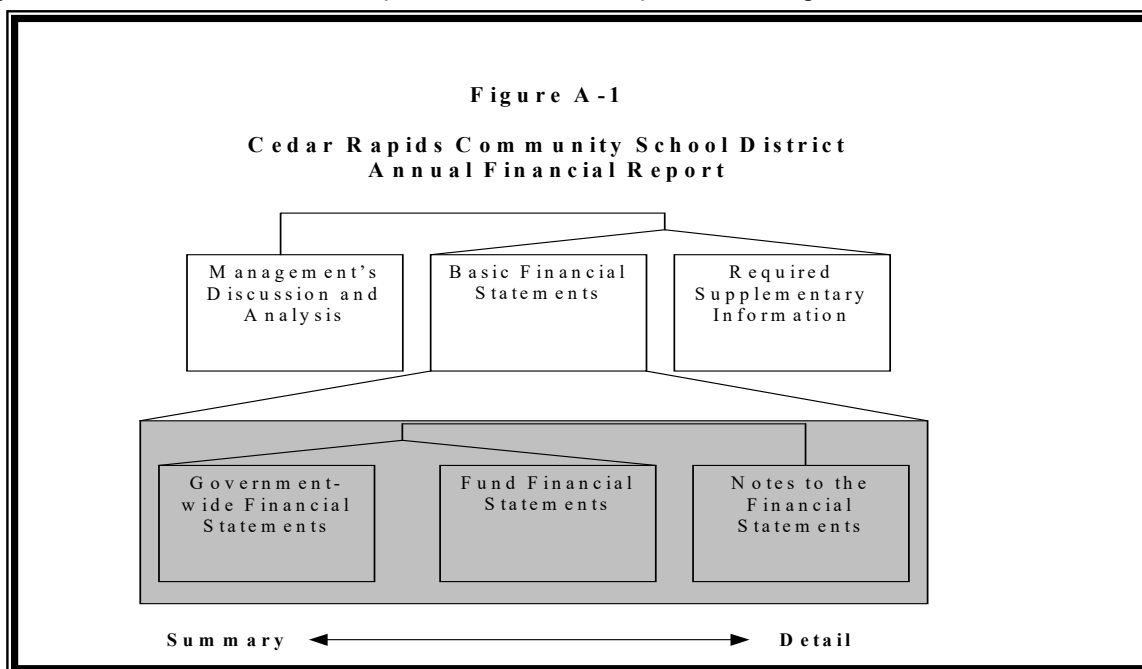 Figure A-1
Cedar Rapids Community School District
Annual Financial Report
Management's
Discussion and
Analysis
Basic Financial
Statements
Required
Supplementary
Information
Government-
wide Financial
Statements
Fund Financial
Statements
Notes to the
Financial
Statements
Summary
Detail